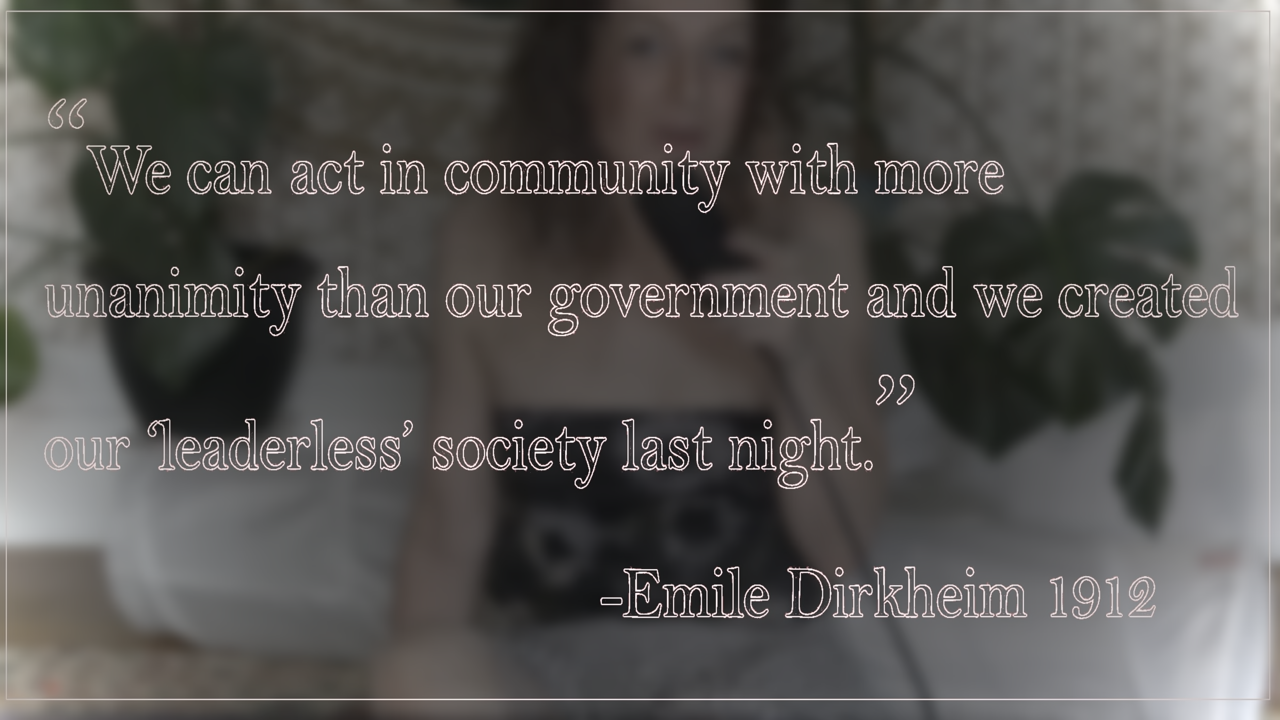 “We can act in community with more
unanimity than our government and we created
our ‘leaderless’ society last night.”
-Emile Dirkheim 1912